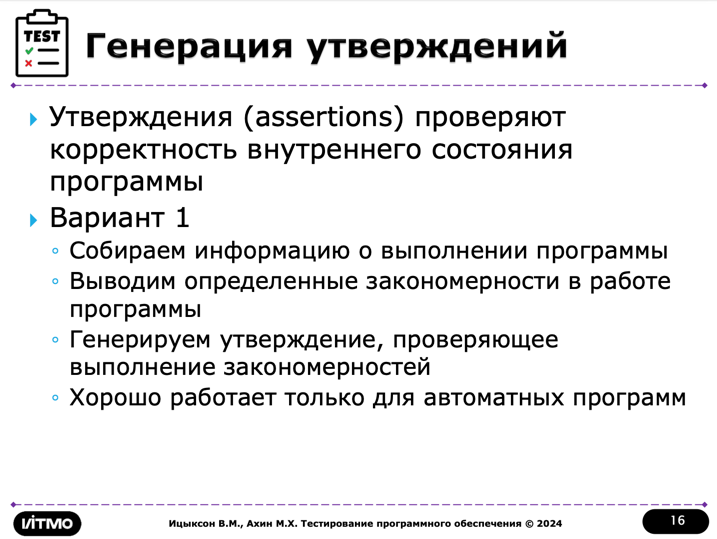 TEST
Генерация утверждений
Утверждения (assertions) проверяют
корректность внутреннего состояния
программы
Вариант 1
Собираем информацию о выполнении программы
Выводим определенные закономерности в работе
программы
Генерируем утверждение, проверяющее
выполнение закономерностей
Хорошо работает только для автоматных программ
ИТМО
Ицыксон В.М., Ахин М.Х. Тестирование программного обеспечения © 2024
16